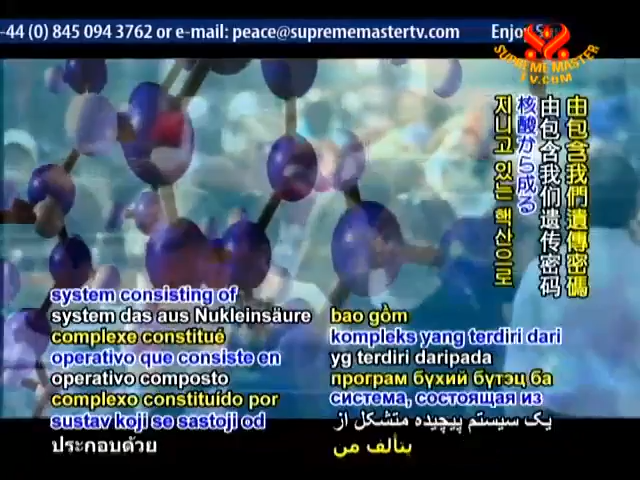 -44 (0) 845 094 3762 or e-mail: peace@suprememastertv.com
SUPREME MASTER
TV.COM
由包含我們遺傳密碼
由包含我们遗传密码
核酸から成る
지니고 있는 핵산으로
system consisting of
system das aus Nukleinsäure
complexe constitué
operativo que consiste en
operativo composto
complexo constituído por
sustav koji se sastoji od
ประกอบด้วย
bao gồm
kompleks yang terdiri dari
yg terdiri daripada
програм бүхий бүтэц ба
система, состоящая из
یک سیستم پیچیده متشکل از
يتألف من